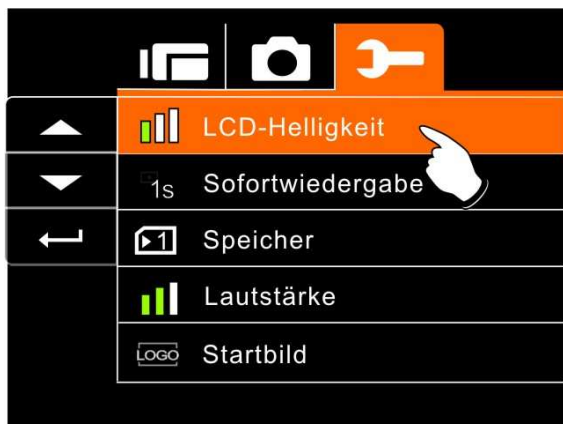 LCD-Helligkeit
1s Sofortwiedergabe
1 Speicher
Lautstärke
LOGO Startbild